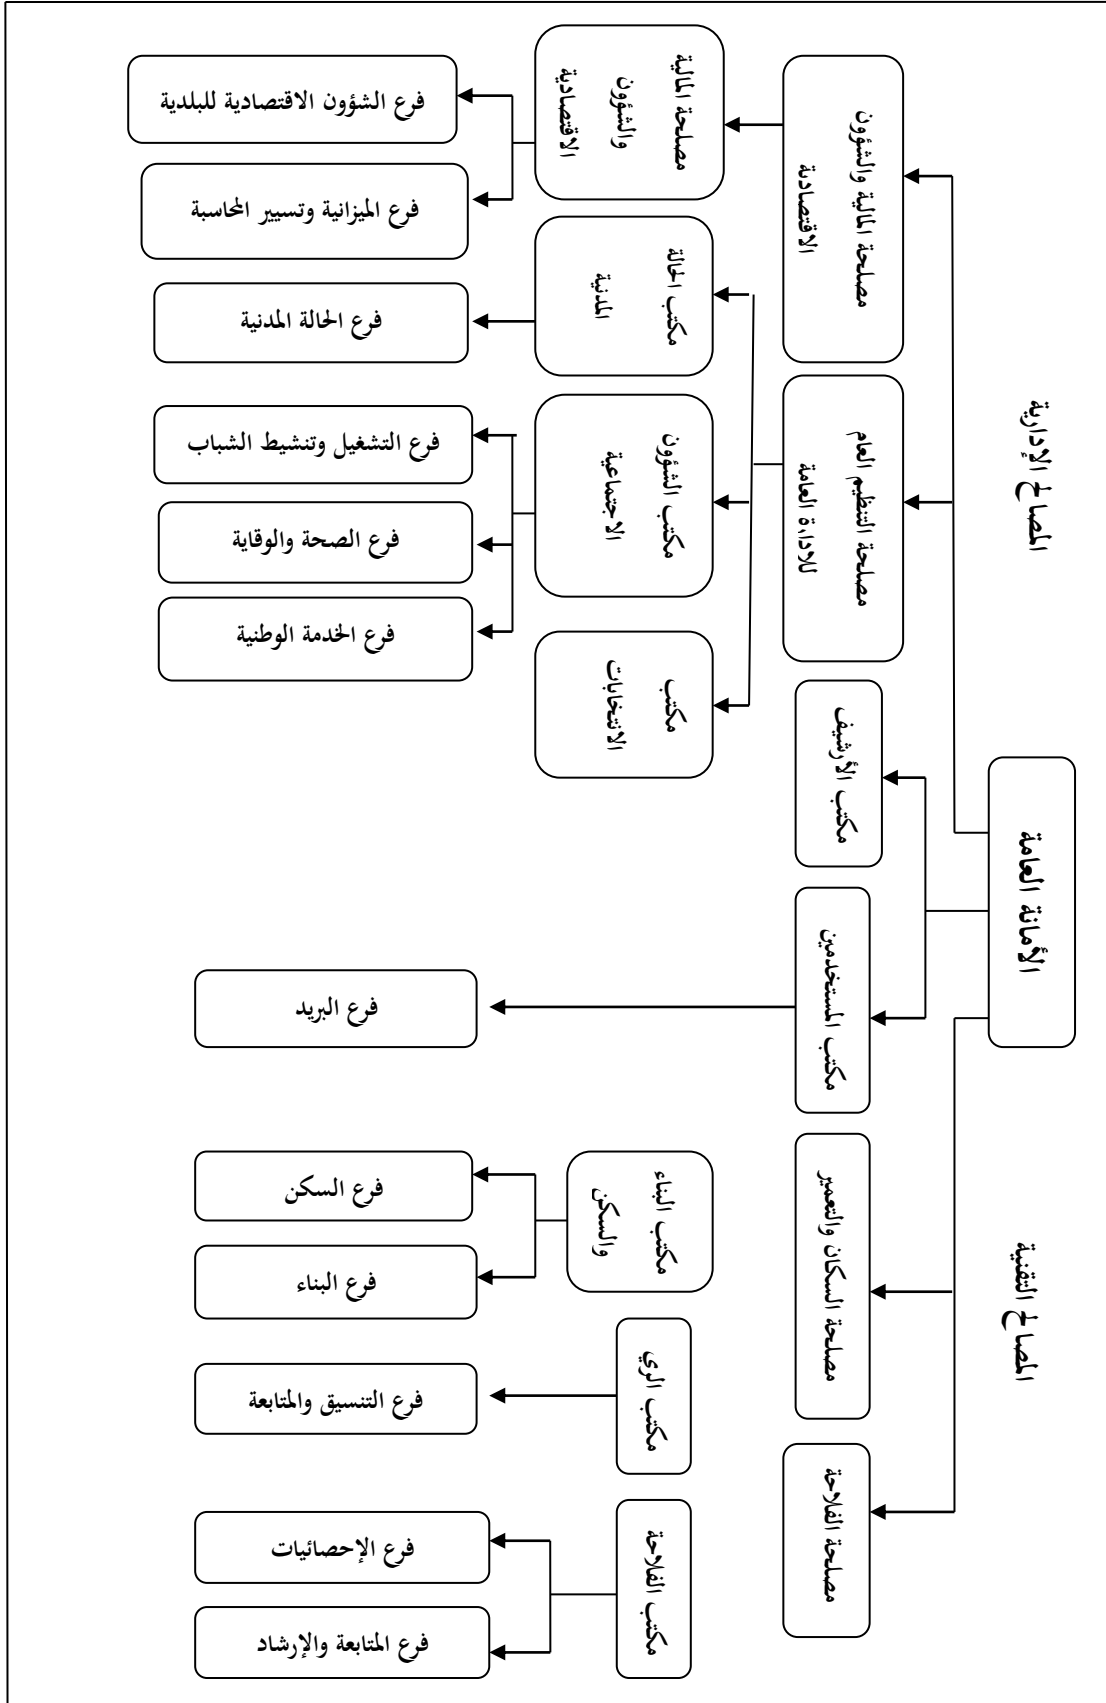 الأمانة العامة
المصالح الإدارية
المصالح التقنية
مصلحة المالية والشؤون
الاقتصادية
مصلحة التنظيم العام
للادارة العامة
مكتب الأرشيف
مكتب المستخدمين
مصلحة السكان والتعمير
مصلحة الفلاحة
مصلحة المالية
والشؤون
الاقتصادية
مكتب الحالة
المدنية
مكتب الشؤون
الاجتماعية
مكتب
الانتخابات
مكتب البناء
والسكن
مكتب الري
مكتب الفلاحة
فرع الشؤون الاقتصادية للبلدية
فرع الميزانية وتسيير المحاسبة
فرع الحالة المدنية
فرع التشغيل وتنشيط الشباب
فرع الصحة والوقاية
فرع الخدمة الوطنية
فرع البريد
فرع السكن
فرع البناء
فرع التنسيق والمتابعة
فرع الإحصائيات
فرع المتابعة والإرشاد